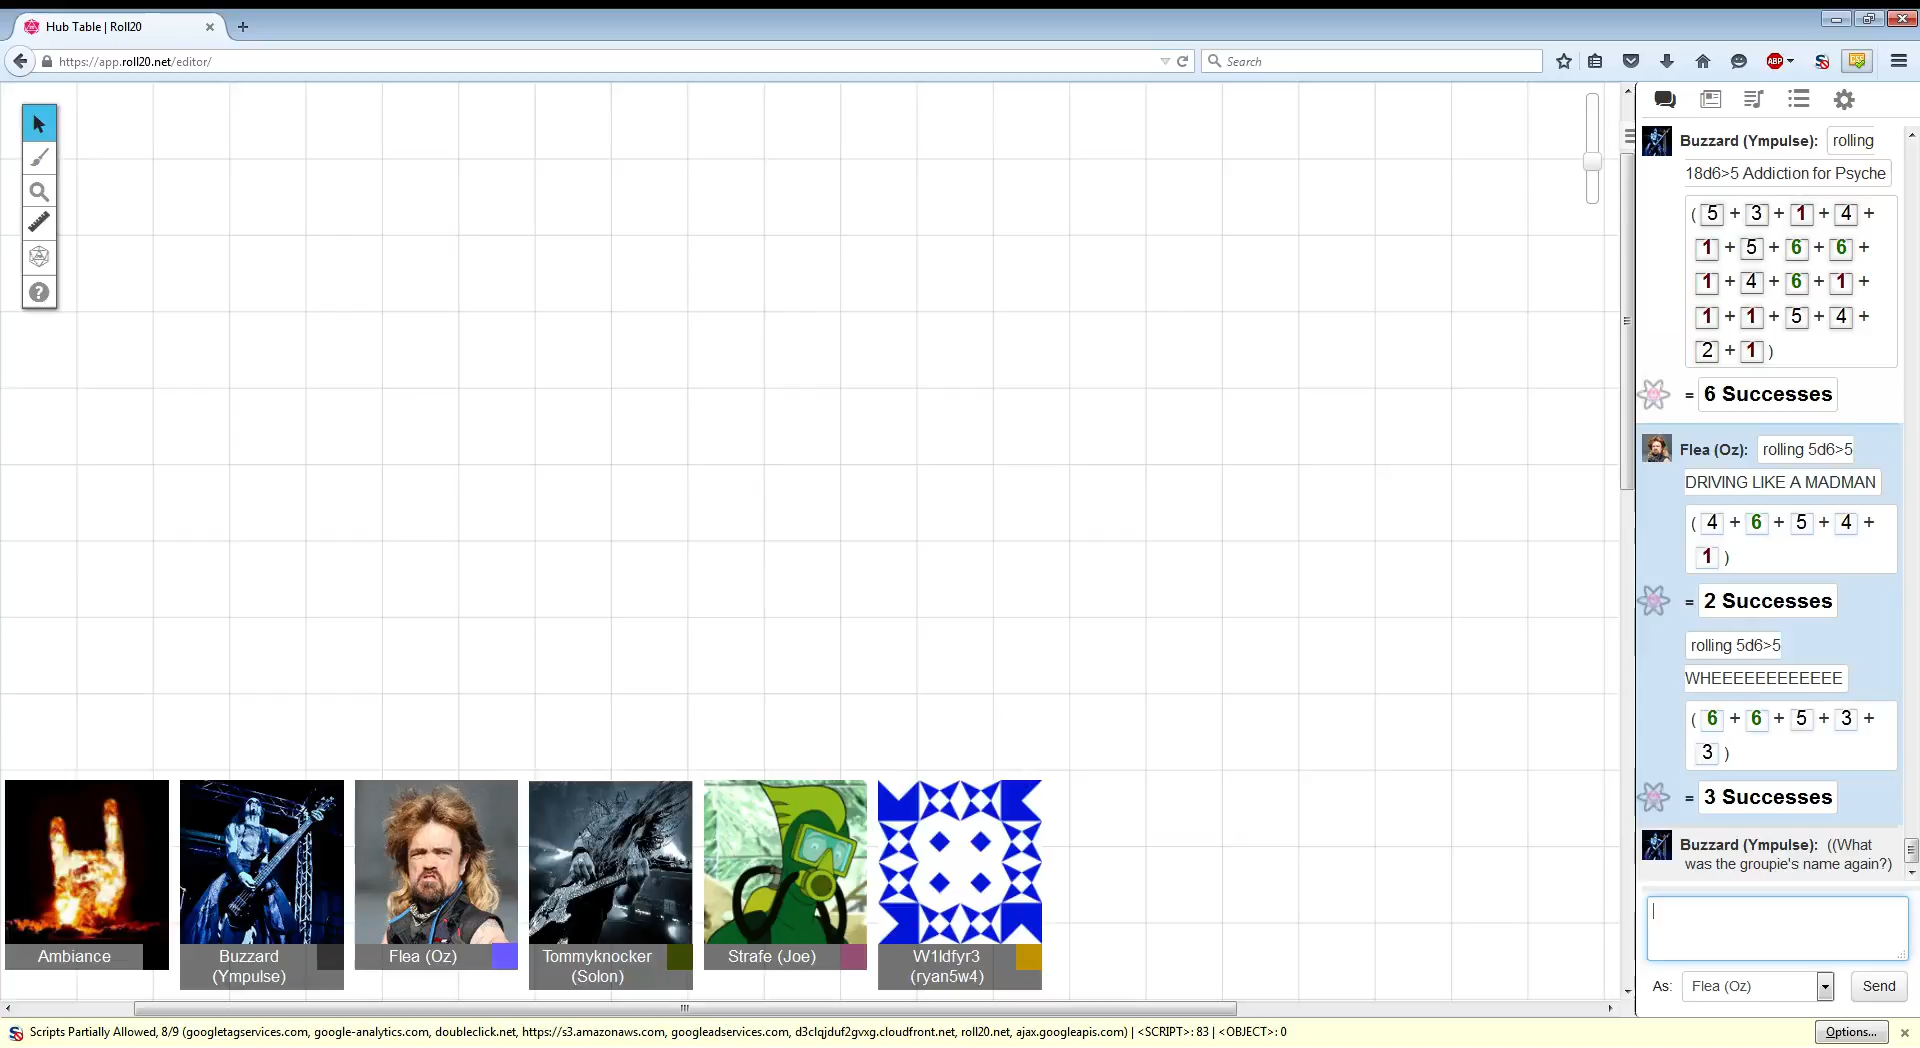 Hub Table | Roll20
https://app.roll20.net/editor/
Search
ABP
Buzzard (Ympulse): rolling
18d6>5 Addiction for Psyche
( 5 + 3 + 1 + 4 +
1 + 5 + 6 + 6 +
1 + 4 + 6 + 1 +
1 + 1 + 5 + 4 +
2 + 1 )
= 6 Successes
Flea (Oz): rolling 5d6>5
DRIVING LIKE A MADMAN
( 4 + 6 + 5 + 4 +
1 )
= 2 Successes
rolling 5d6>5
WHEEEEEEEEEEEE
( 6 + 6 + 5 + 3 +
3 )
= 3 Successes
Buzzard (Ympulse): ((What
was the groupie's name again?)
As: Flea (Oz) Send
Ambiance
Buzzard
(Ympulse)
Flea (Oz)
Tommyknocker
(Solon)
Strafe (Joe)
W1ldfyr3
(ryan5w4)
Scripts Partially Allowed, 8/9 (googletagservices.com, google-analytics.com, doubleclick.net, https://s3.amazonaws.com, googleadservices.com, d3clqjduf2gvxg.cloudfront.net, roll20.net, ajax.googleapis.com) | <SCRIPT>: 83 | <OBJECT>: 0
Options...